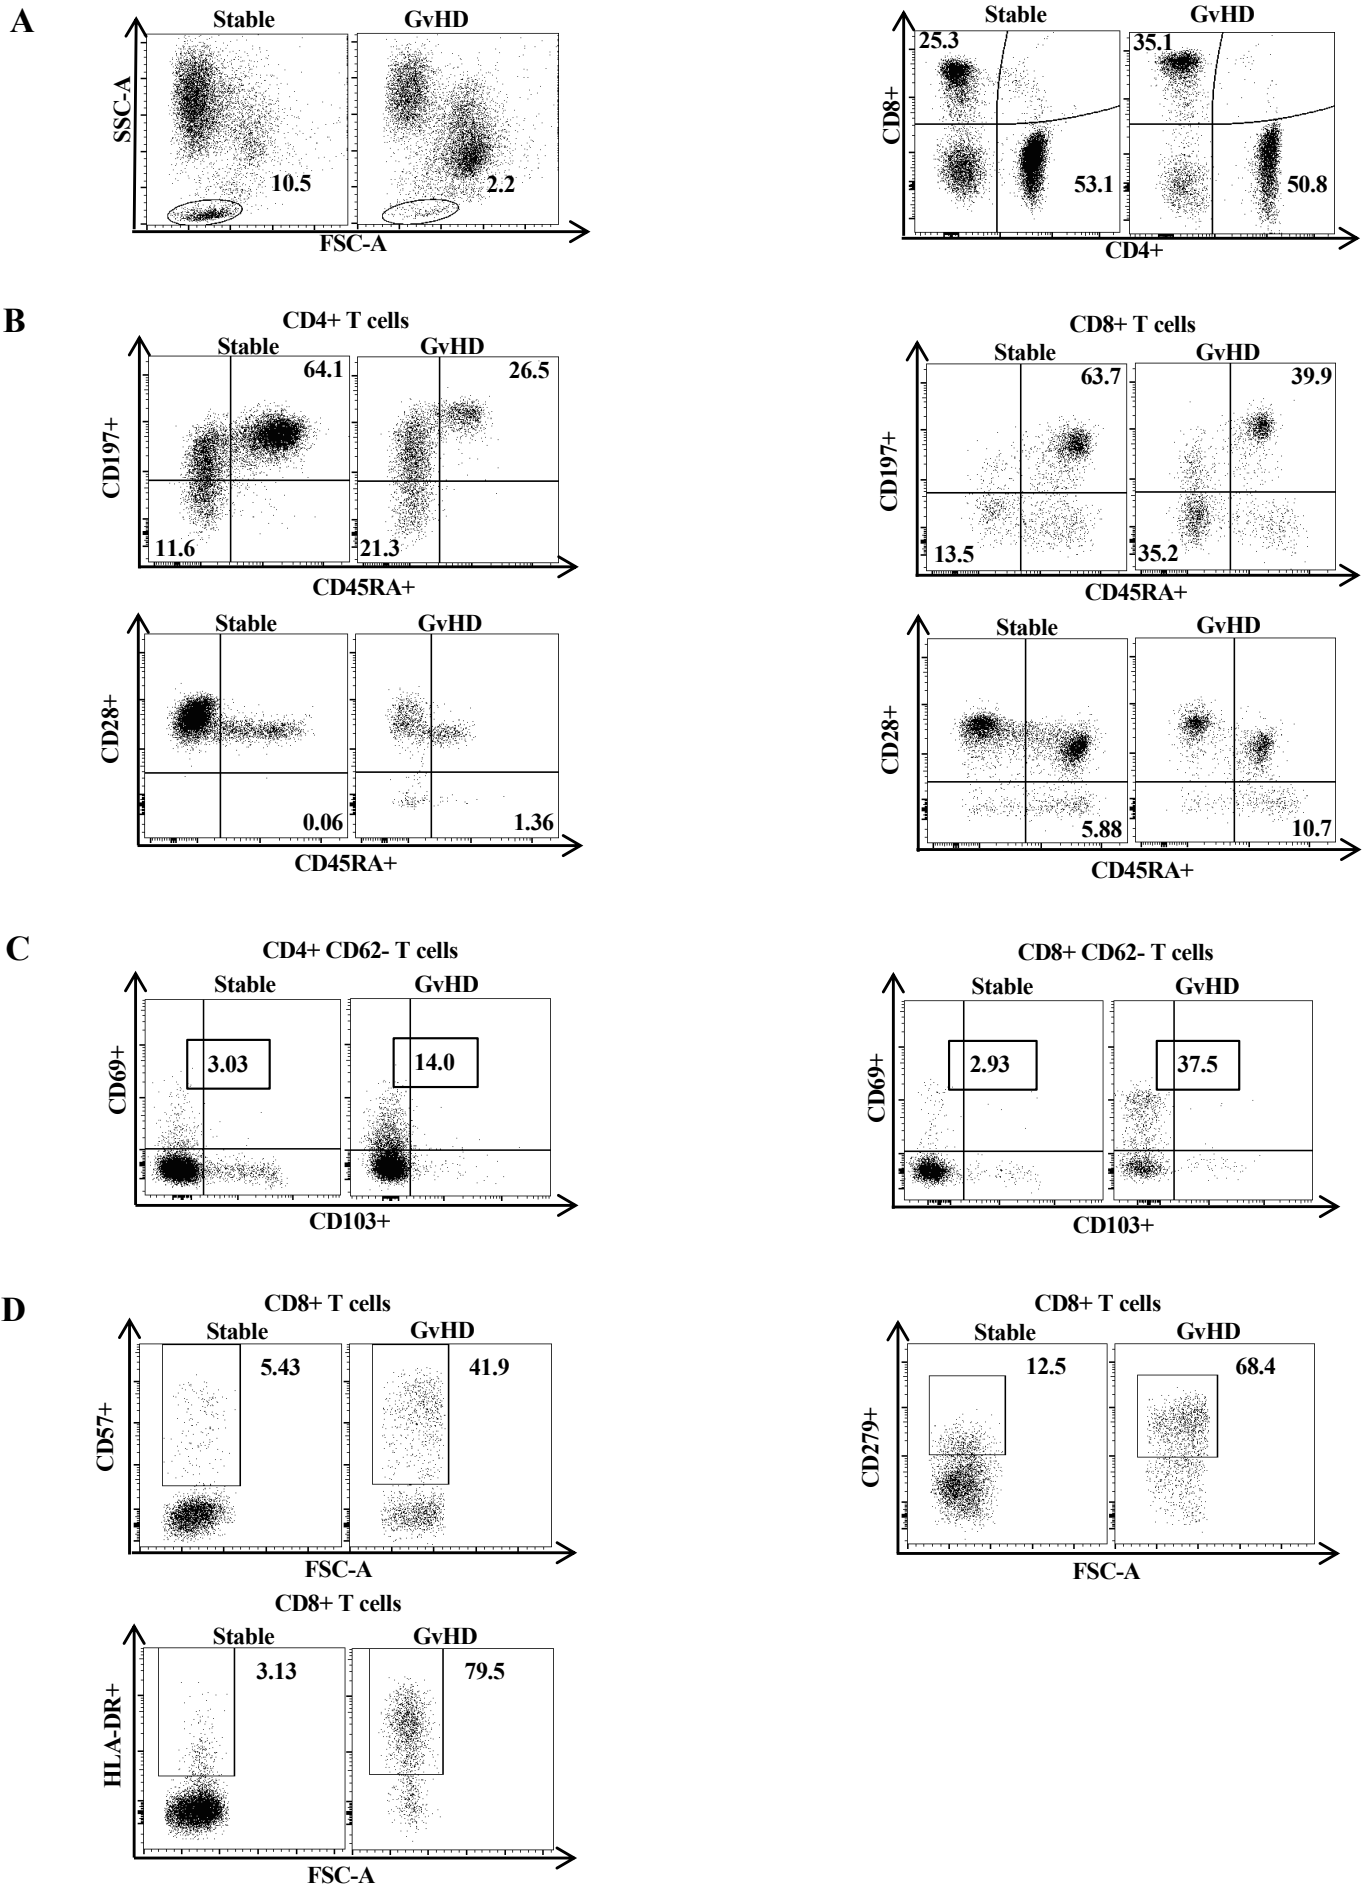 A
Stable GvHD
SSC-A
10.5 2.2
FSC-A
Stable GvHD
25.3 35.1
CD8+
53.1 50.8
CD4+
B
CD4+ T cells
Stable GvHD
64.1 26.5
CD197+
11.6 21.3
CD45RA+
CD8+ T cells
Stable GvHD
63.7 39.9
CD197+
13.5 35.2
CD45RA+
Stable GvHD
CD28+
0.06 1.36
CD45RA+
Stable GvHD
CD28+
5.88 10.7
CD45RA+
C
CD4+ CD62- T cells
Stable GvHD
CD69+
3.03 14.0
CD103+
CD8+ CD62- T cells
Stable GvHD
CD69+
2.93 37.5
CD103+
D
CD8+ T cells
Stable GvHD
5.43 41.9
CD57+
FSC-A
CD8+ T cells
Stable GvHD
12.5 68.4
CD279+
FSC-A
CD8+ T cells
Stable GvHD
3.13 79.5
HLA-DR+
FSC-A